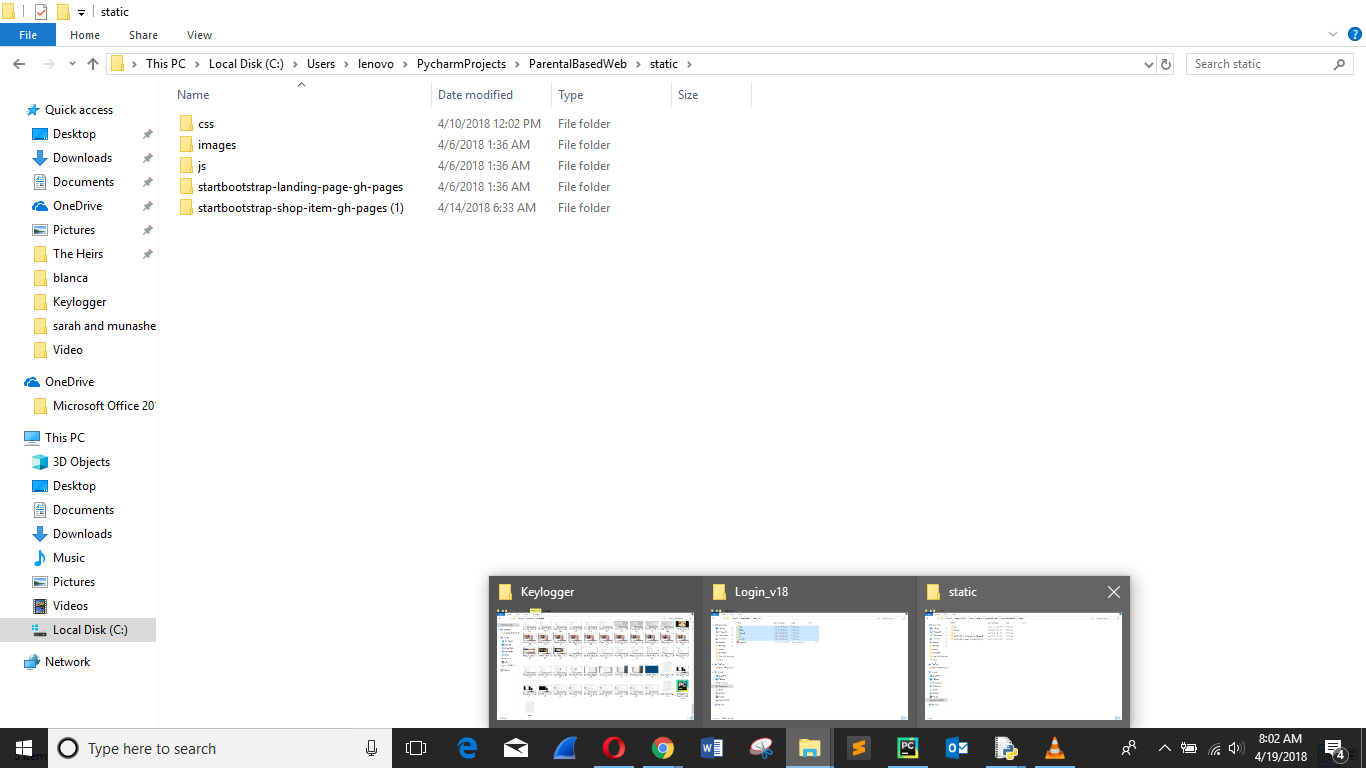 static
File Home Share View
This PC Local Disk (C:) Users lenovo PycharmProjects ParentalBasedWeb static
Search static
Name Date modified Type Size
css 4/10/2018 12:02 PM File folder
images 4/6/2018 1:36 AM File folder
js 4/6/2018 1:36 AM File folder
startbootstrap-landing-page-gh-pages 4/6/2018 1:36 AM File folder
startbootstrap-shop-item-gh-pages (1) 4/14/2018 6:33 AM File folder
Quick access
Desktop
Downloads
Documents
OneDrive
Pictures
The Heirs
blanca
Keylogger
sarah and munashe
Video
OneDrive
Microsoft Office 20
This PC
3D Objects
Desktop
Documents
Downloads
Music
Pictures
Videos
Local Disk (C:)
Network
Keylogger Login_v18 static
Type here to search
8:02 AM
4/19/2018
4